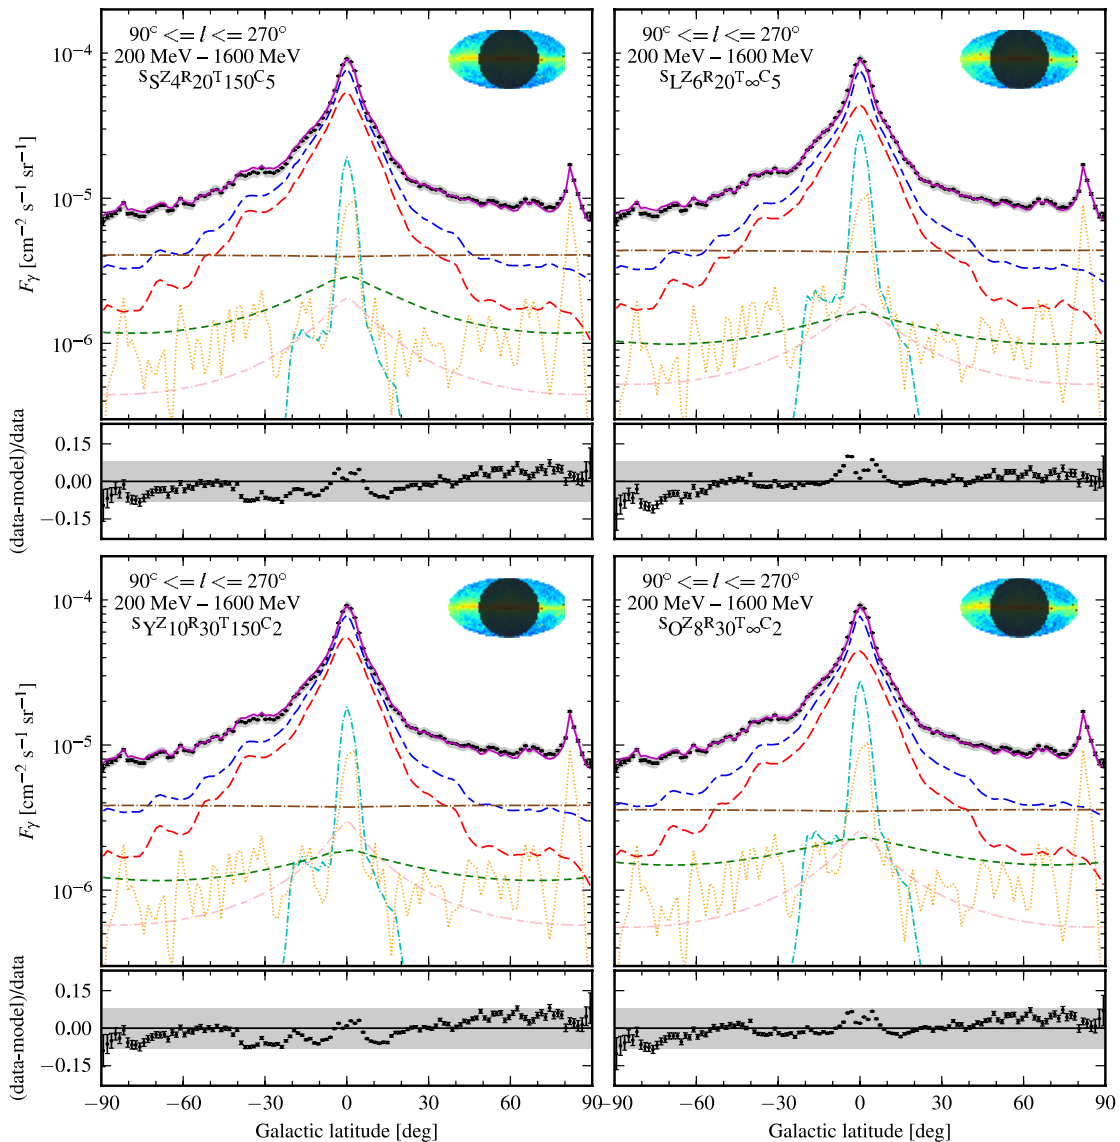 90° <= l <= 270°
200 MeV – 1600 MeV
ˢSᶻ4ᴿ20ᵀ150ꟲ5
90° <= l <= 270°
200 MeV – 1600 MeV
ˢLᶻ6ᴿ20ᵀ∞ꟲ5
10⁻⁴
10⁻⁵
10⁻⁶
Fγ [cm⁻² s⁻¹ sr⁻¹]
0.15
0.00
−0.15
(data-model)/data
90° <= l <= 270°
200 MeV – 1600 MeV
ˢYᶻ10ᴿ30ᵀ150ꟲ2
90° <= l <= 270°
200 MeV – 1600 MeV
ˢOᶻ8ᴿ30ᵀ∞ꟲ2
10⁻⁴
10⁻⁵
10⁻⁶
Fγ [cm⁻² s⁻¹ sr⁻¹]
0.15
0.00
−0.15
(data-model)/data
−90 −60 −30 0 30 60 −90 −60 −30 0 30 60 90
Galactic latitude [deg] Galactic latitude [deg]